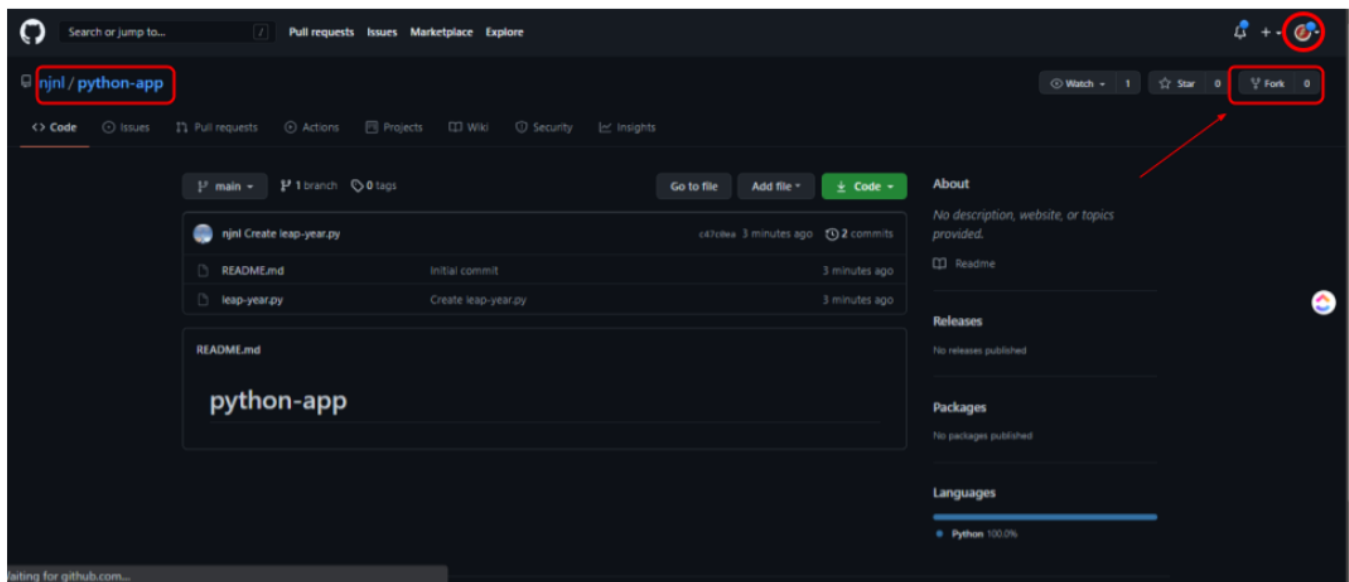 Search or jump to... / Pull requests Issues Marketplace Explore
njnl / python-app Watch 1 Star 0 Fork 0
Code Issues Pull requests Actions Projects Wiki Security Insights
main 1 branch 0 tags Go to file Add file Code
njnl Create leap-year.py c47c0ea 3 minutes ago 2 commits
README.md Initial commit 3 minutes ago
leap-year.py Create leap-year.py 3 minutes ago
README.md
python-app
About
No description, website, or topics
provided.
Readme
Releases
No releases published
Packages
No packages published
Languages
Python 100.0%
aiting for github.com...